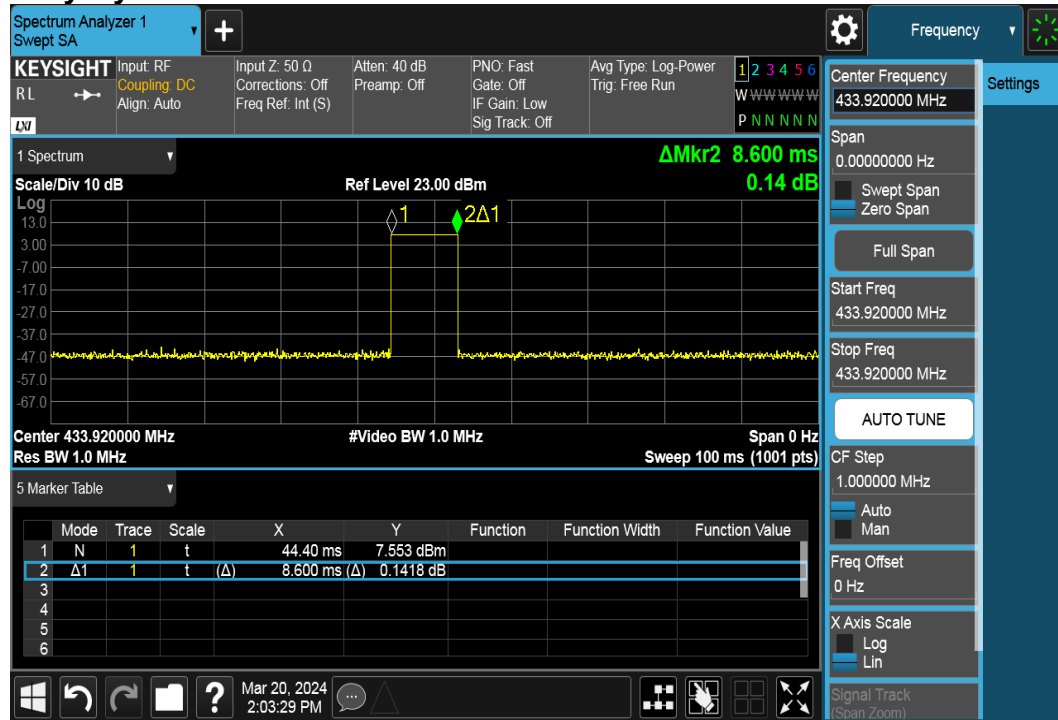 Spectrum Analyzer 1
Swept SA
+
Frequency
KEYSIGHT
RL
LXI
Input: RF
Coupling: DC
Align: Auto
Input Z: 50 Ω
Corrections: Off
Freq Ref: Int (S)
Atten: 40 dB
Preamp: Off
PNO: Fast
Gate: Off
IF Gain: Low
Sig Track: Off
Avg Type: Log-Power
Trig: Free Run
1 2 3 4 5 6
W W W W W W
P N N N N N
1 Spectrum
ΔMkr2 8.600 ms
0.14 dB
Scale/Div 10 dB
Ref Level 23.00 dBm
Log
13.0
3.00
-7.00
-17.0
-27.0
-37.0
-47.0
-57.0
-67.0
1
2Δ1
Center 433.920000 MHz
#Video BW 1.0 MHz
Span 0 Hz
Res BW 1.0 MHz
Sweep 100 ms (1001 pts)
5 Marker Table
Mode Trace Scale X Y Function Function Width Function Value
1 N 1 t 44.40 ms 7.553 dBm
2 Δ1 1 t (Δ) 8.600 ms (Δ) 0.1418 dB
3
4
5
6
?
Mar 20, 2024
2:03:29 PM
Settings
Center Frequency
433.920000 MHz
Span
0.00000000 Hz
Swept Span
Zero Span
Full Span
Start Freq
433.920000 MHz
Stop Freq
433.920000 MHz
AUTO TUNE
CF Step
1.000000 MHz
Auto
Man
Freq Offset
0 Hz
X Axis Scale
Log
Lin
Signal Track
(Span Zoom)